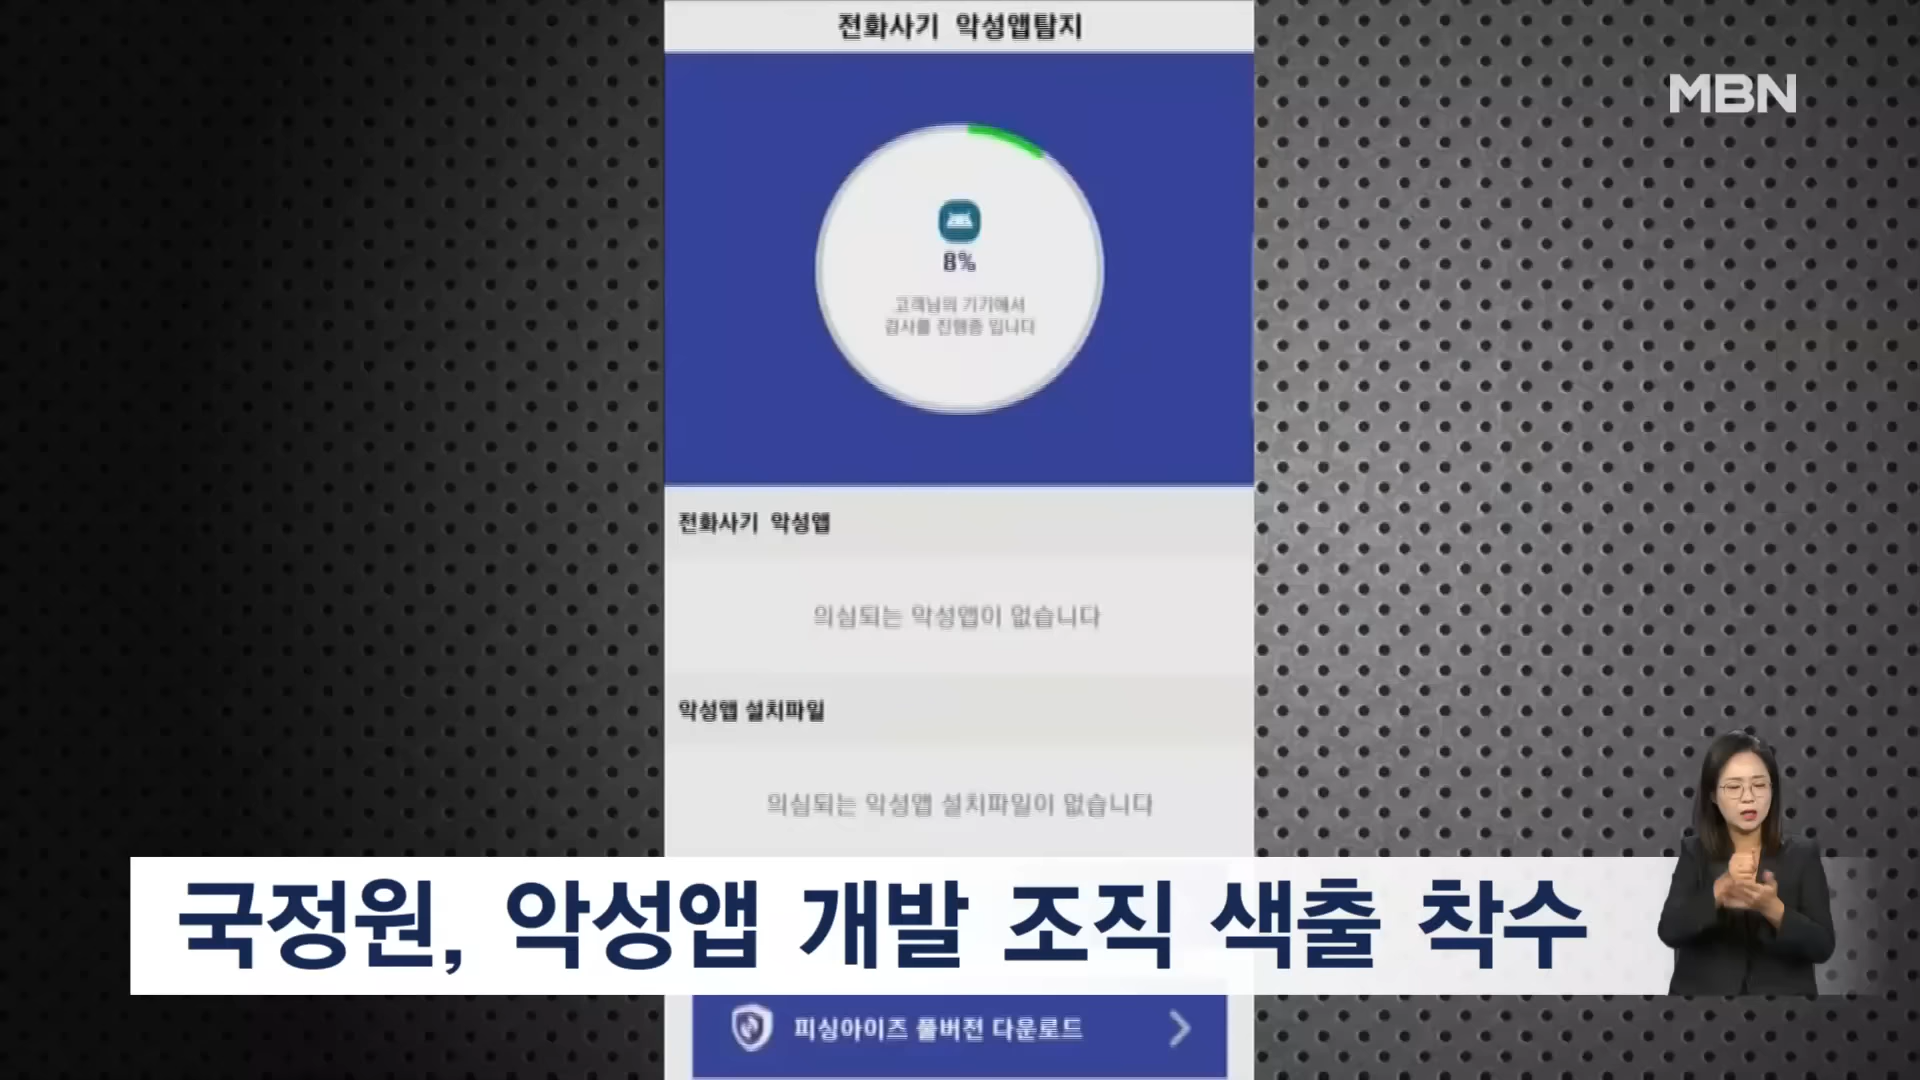 전화사기 악성앱탐지
MBN
8%
고객님의 기기에서
검사를 진행중 입니다
전화사기 악성앱
의심되는 악성앱이 없습니다
악성앱 설치파일
의심되는 악성앱 설치파일이 없습니다
국정원, 악성앱 개발 조직 색출 착수
피싱아이즈 풀버전 다운로드